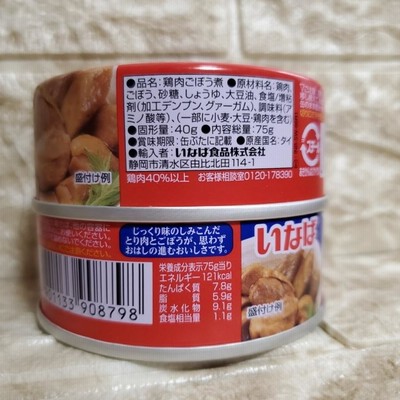 ●品名:鶏肉ごぼう煮 ●原材料名:鶏肉、
ごぼう、砂糖、しょうゆ、大豆油、食塩/増粘
剤(加工デンプン、グァーガム)、調味料(ア
ミノ酸等)、(一部に小麦・大豆・鶏肉を含む)
●固形量:40g ●内容総量:75g
●賞味期限:缶ぶたに記載 ●原産国名:タイ
●輸入者:いなば食品株式会社
静岡市清水区由比北田114-1
鶏肉40%以上 お客様相談室0120-178390
盛付け例
じっくり味のしみこんだ
とり肉とごぼうが、思わず
おはしの進むおいしさです。
栄養成分表示75g当り
エネルギー 121kcal
たんぱく質 7.8g
脂質 5.9g
炭水化物 9.1g
食塩相当量 1.1g
908798
いなば
盛付け例